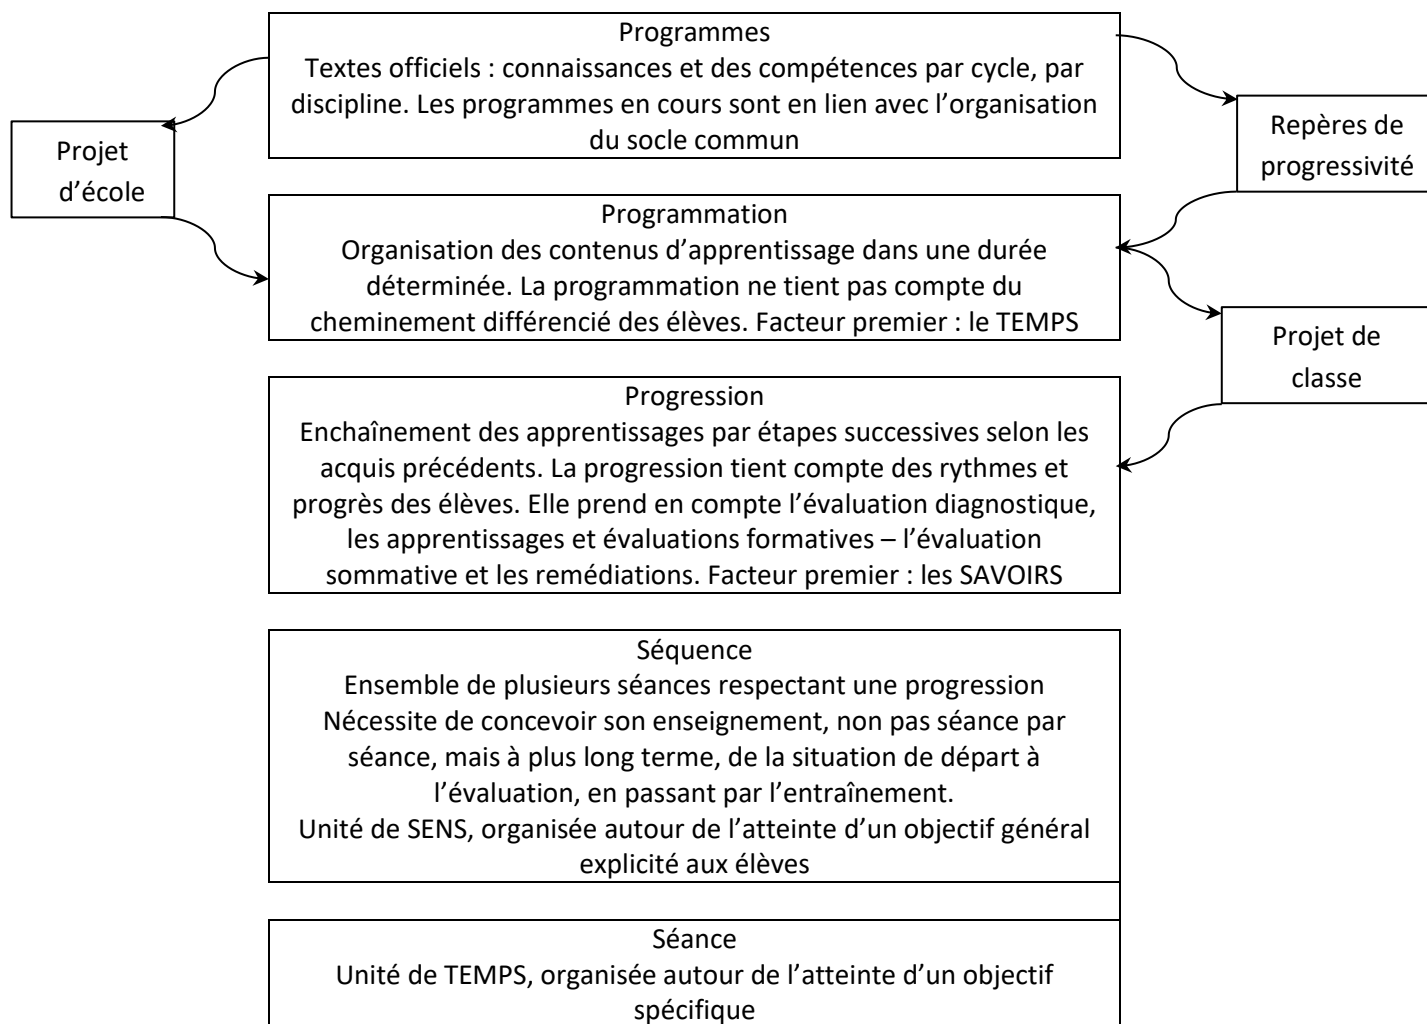 Programmes
Textes officiels : connaissances et des compétences par cycle, par
discipline. Les programmes en cours sont en lien avec l’organisation
du socle commun
Projet
d’école
Repères de
progressivité
Programmation
Organisation des contenus d’apprentissage dans une durée
déterminée. La programmation ne tient pas compte du
cheminement différencié des élèves. Facteur premier : le TEMPS
Projet de
classe
Progression
Enchaînement des apprentissages par étapes successives selon les
acquis précédents. La progression tient compte des rythmes et
progrès des élèves. Elle prend en compte l’évaluation diagnostique,
les apprentissages et évaluations formatives – l’évaluation
sommative et les remédiations. Facteur premier : les SAVOIRS
Séquence
Ensemble de plusieurs séances respectant une progression
Nécessite de concevoir son enseignement, non pas séance par
séance, mais à plus long terme, de la situation de départ à
l’évaluation, en passant par l’entraînement.
Unité de SENS, organisée autour de l’atteinte d’un objectif général
explicité aux élèves
Séance
Unité de TEMPS, organisée autour de l’atteinte d’un objectif
spécifique